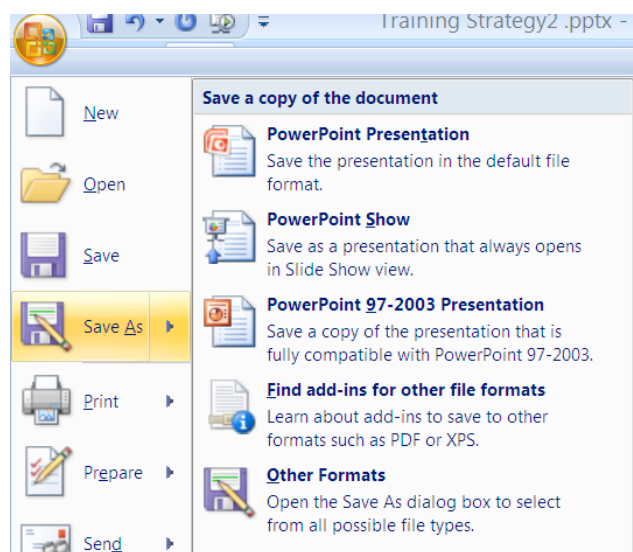 Training Strategy2 .pptx -
New
Open
Save
Save As
Print
Prepare
Send
Save a copy of the document
PowerPoint Presentation
Save the presentation in the default file
format.
PowerPoint Show
Save as a presentation that always opens
in Slide Show view.
PowerPoint 97-2003 Presentation
Save a copy of the presentation that is
fully compatible with PowerPoint 97-2003.
Find add-ins for other file formats
Learn about add-ins to save to other
formats such as PDF or XPS.
Other Formats
Open the Save As dialog box to select
from all possible file types.